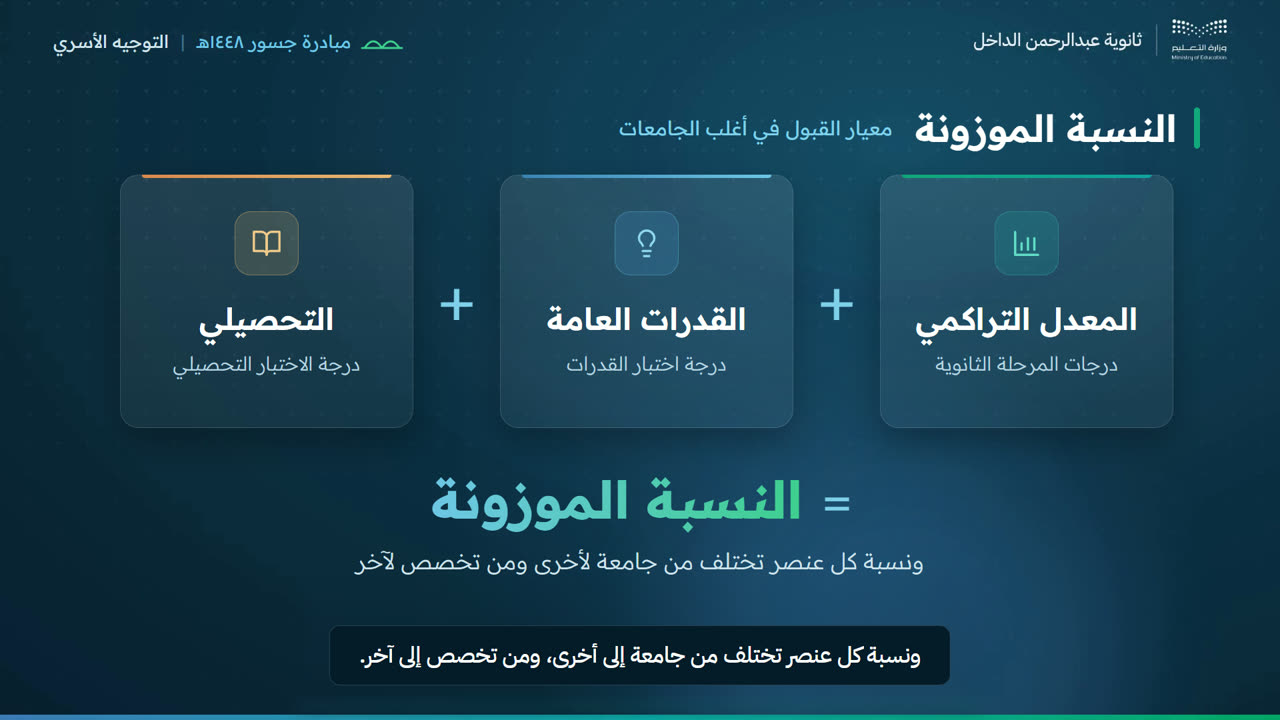 وزارة التعليم
Ministry of Education
ثانوية عبدالرحمن الداخل
مبادرة جسور ١٤٤٨هـ | التوجيه الأسري
النسبة الموزونة
معيار القبول في أغلب الجامعات
المعدل التراكمي
درجات المرحلة الثانوية
+
القدرات العامة
درجة اختبار القدرات
+
التحصيلي
درجة الاختبار التحصيلي
= النسبة الموزونة
ونسبة كل عنصر تختلف من جامعة لأخرى ومن تخصص لآخر
ونسبة كل عنصر تختلف من جامعة إلى أخرى، ومن تخصص إلى آخر.